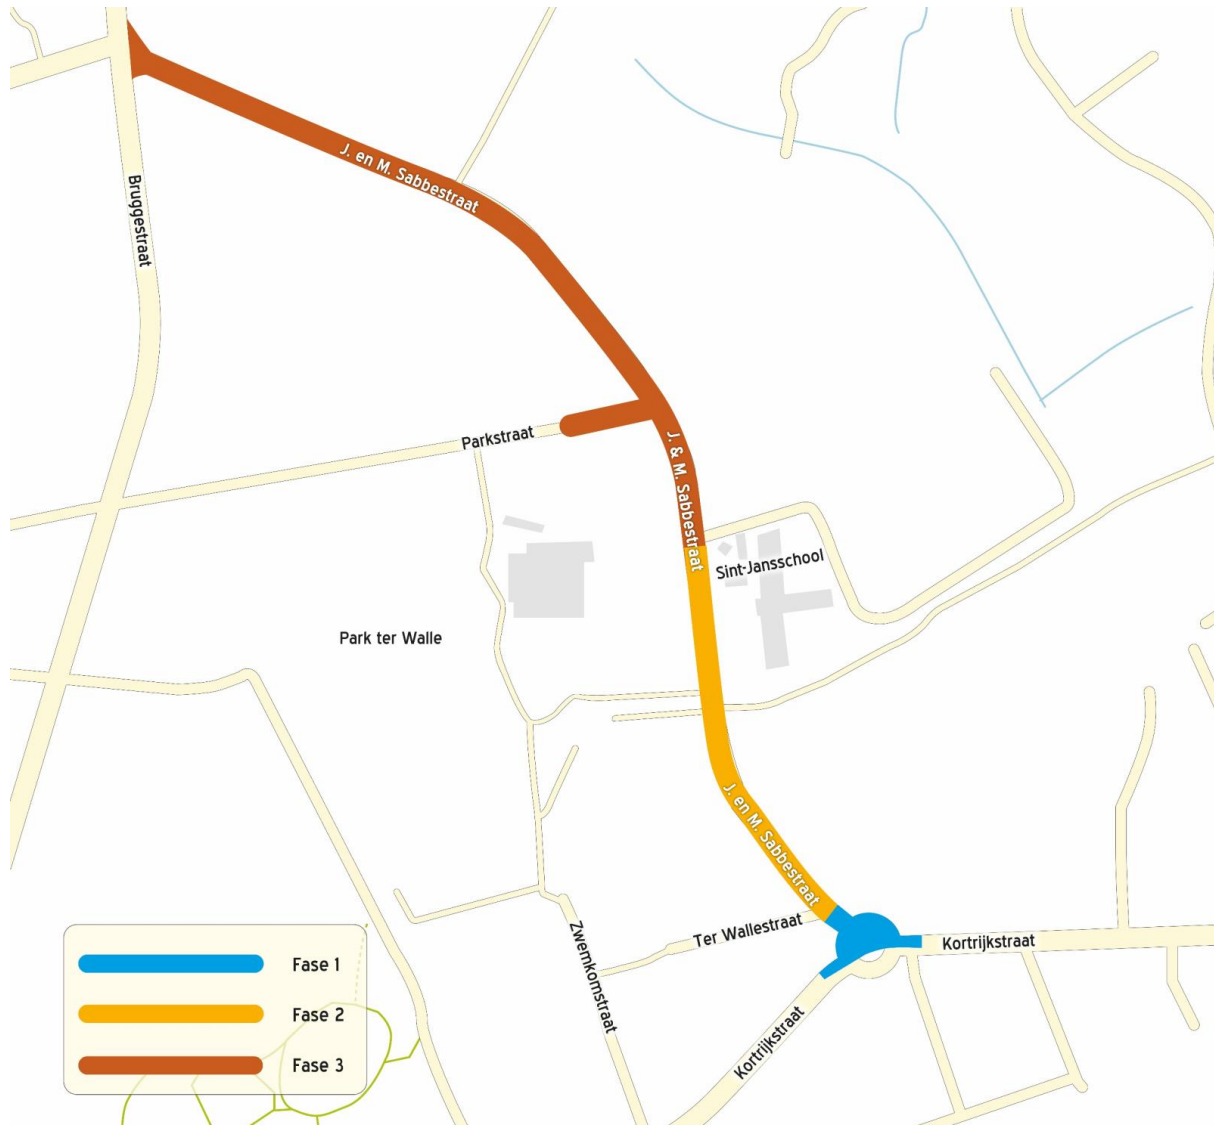 J. en M. Sabbestraat
Bruggestraat
Parkstraat
J. & M. Sabbestraat
Sint-Jansschool
Park ter Walle
J. en M. Sabbestraat
Ter Wallestraat
Kortrijkstraat
Zwemkomstraat
Kortrijkstraat
Fase 1
Fase 2
Fase 3